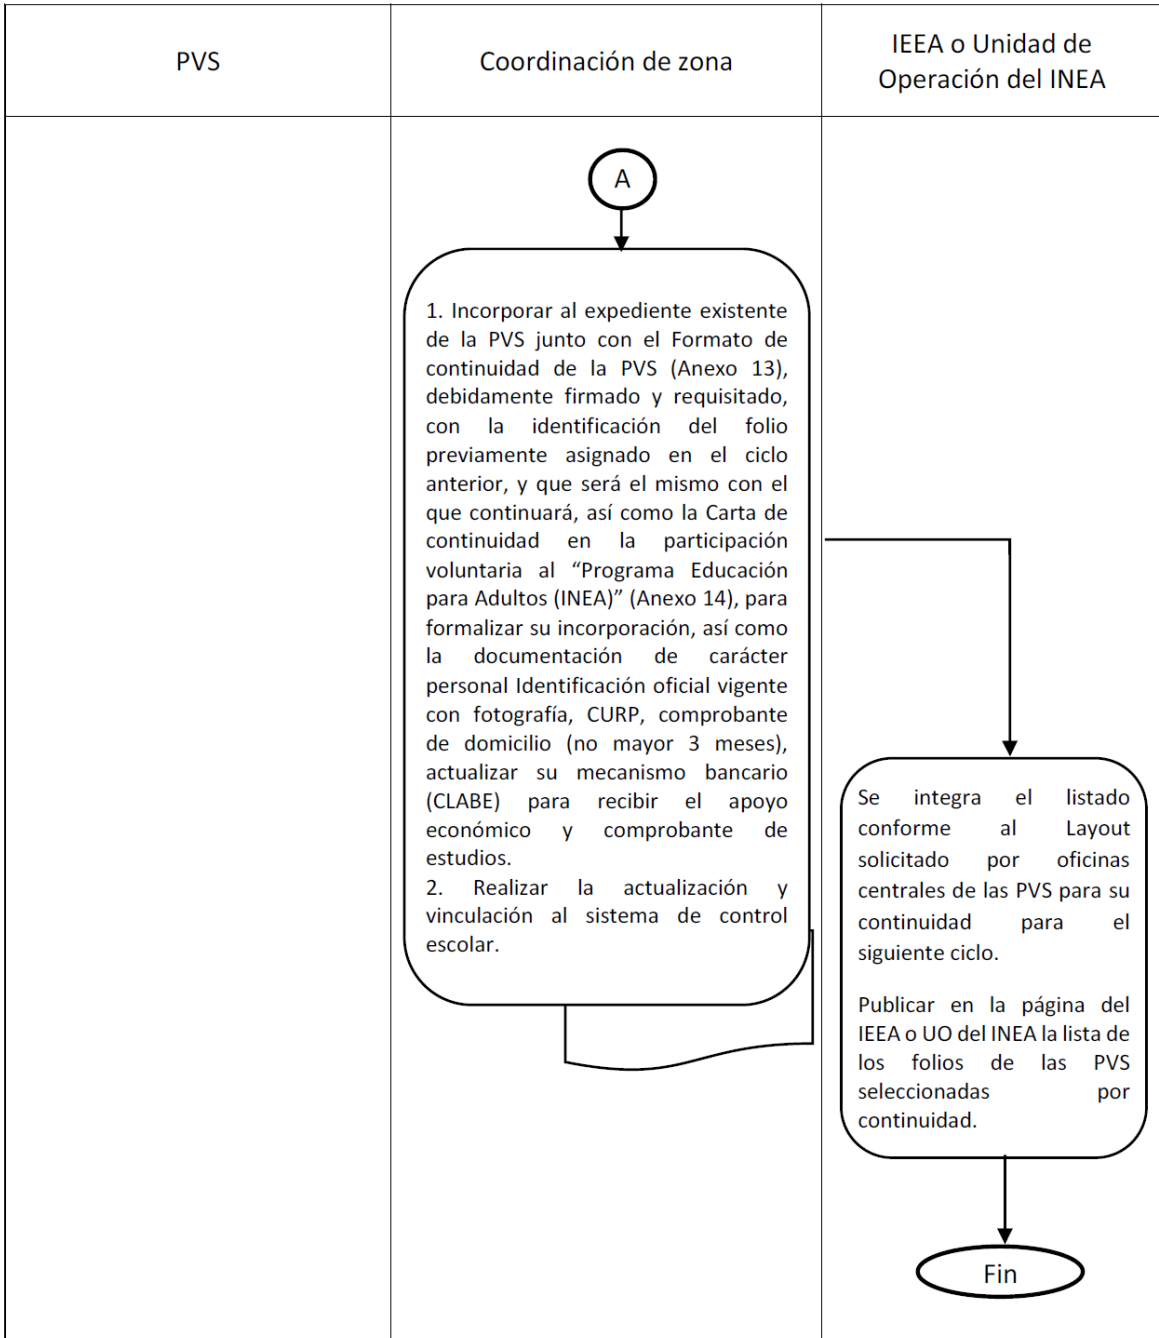 PVS
Coordinación de zona
IEEA o Unidad de
Operación del INEA
A
1. Incorporar al expediente existente
de la PVS junto con el Formato de
continuidad de la PVS (Anexo 13),
debidamente firmado y requisitado,
con la identificación del folio
previamente asignado en el ciclo
anterior, y que será el mismo con el
que continuará, así como la Carta de
continuidad en la participación
voluntaria al “Programa Educación
para Adultos (INEA)” (Anexo 14), para
formalizar su incorporación, así como
la documentación de carácter
personal Identificación oficial vigente
con fotografía, CURP, comprobante
de domicilio (no mayor 3 meses),
actualizar su mecanismo bancario
(CLABE) para recibir el apoyo
económico y comprobante de
estudios.
2. Realizar la actualización y
vinculación al sistema de control
escolar.
Se integra el listado
conforme al Layout
solicitado por oficinas
centrales de las PVS para su
continuidad para el
siguiente ciclo.
Publicar en la página del
IEEA o UO del INEA la lista de
los folios de las PVS
seleccionadas por
continuidad.
Fin